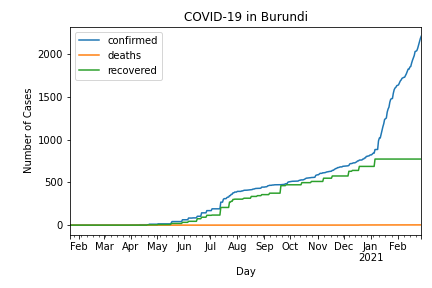 COVID-19 in Burundi
confirmed
deaths
recovered
Number of Cases
2000
1500
1000
500
0
Feb Mar Apr May Jun Jul Aug Sep Oct Nov Dec Jan Feb
2021
Day